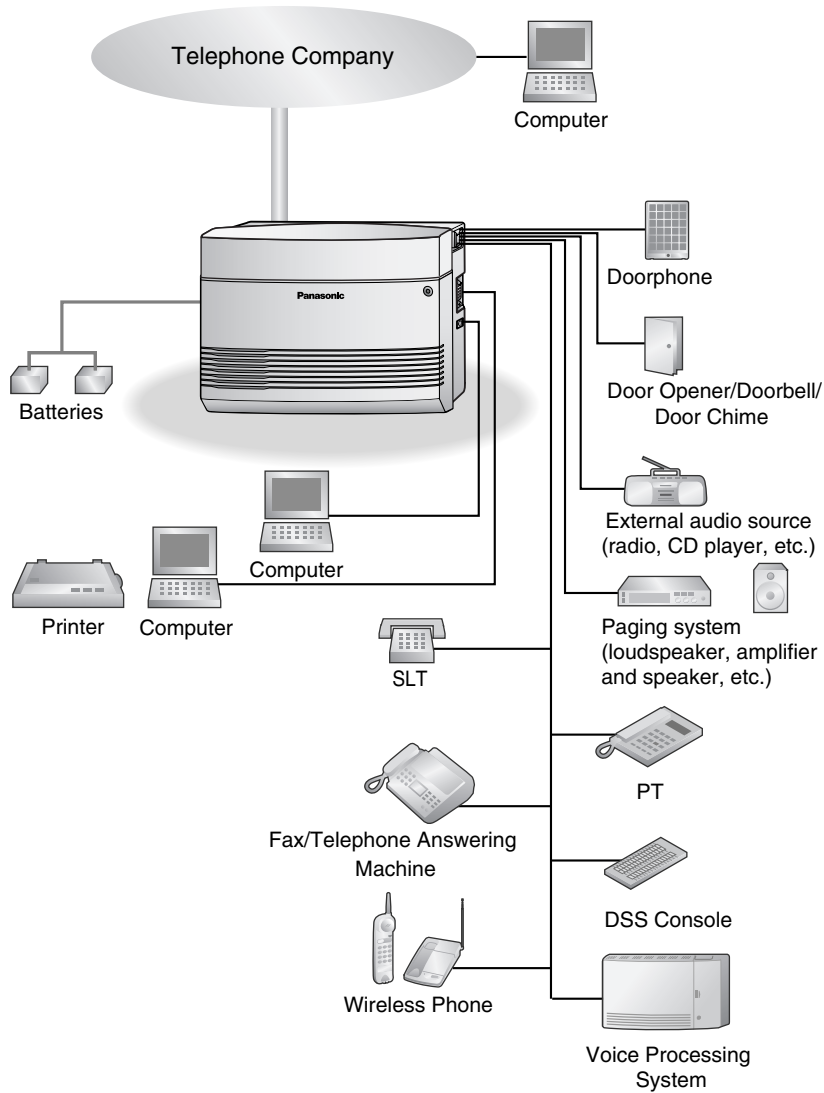 Telephone Company
Computer
Panasonic
Doorphone
Batteries
Door Opener/Doorbell/
Door Chime
External audio source
(radio, CD player, etc.)
Computer
Printer
Computer
Paging system
(loudspeaker, amplifier
and speaker, etc.)
SLT
PT
Fax/Telephone Answering
Machine
DSS Console
Wireless Phone
Voice Processing
System